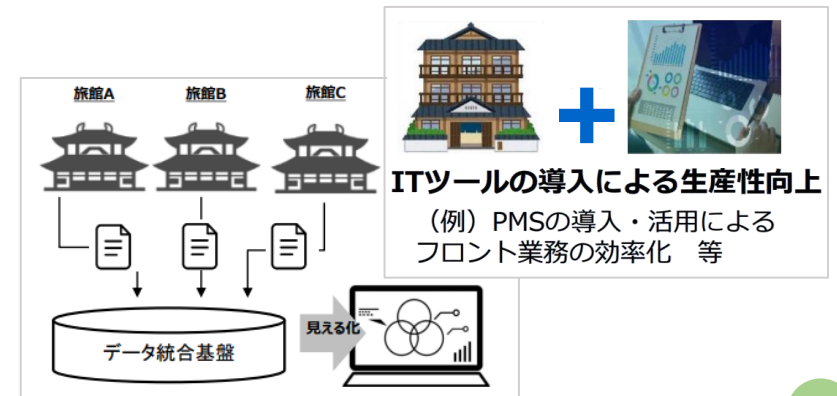 旅館A
旅館B
旅館C
データ統合基盤
見える化
ITツールの導入による生産性向上
（例）PMSの導入・活用による
フロント業務の効率化　等